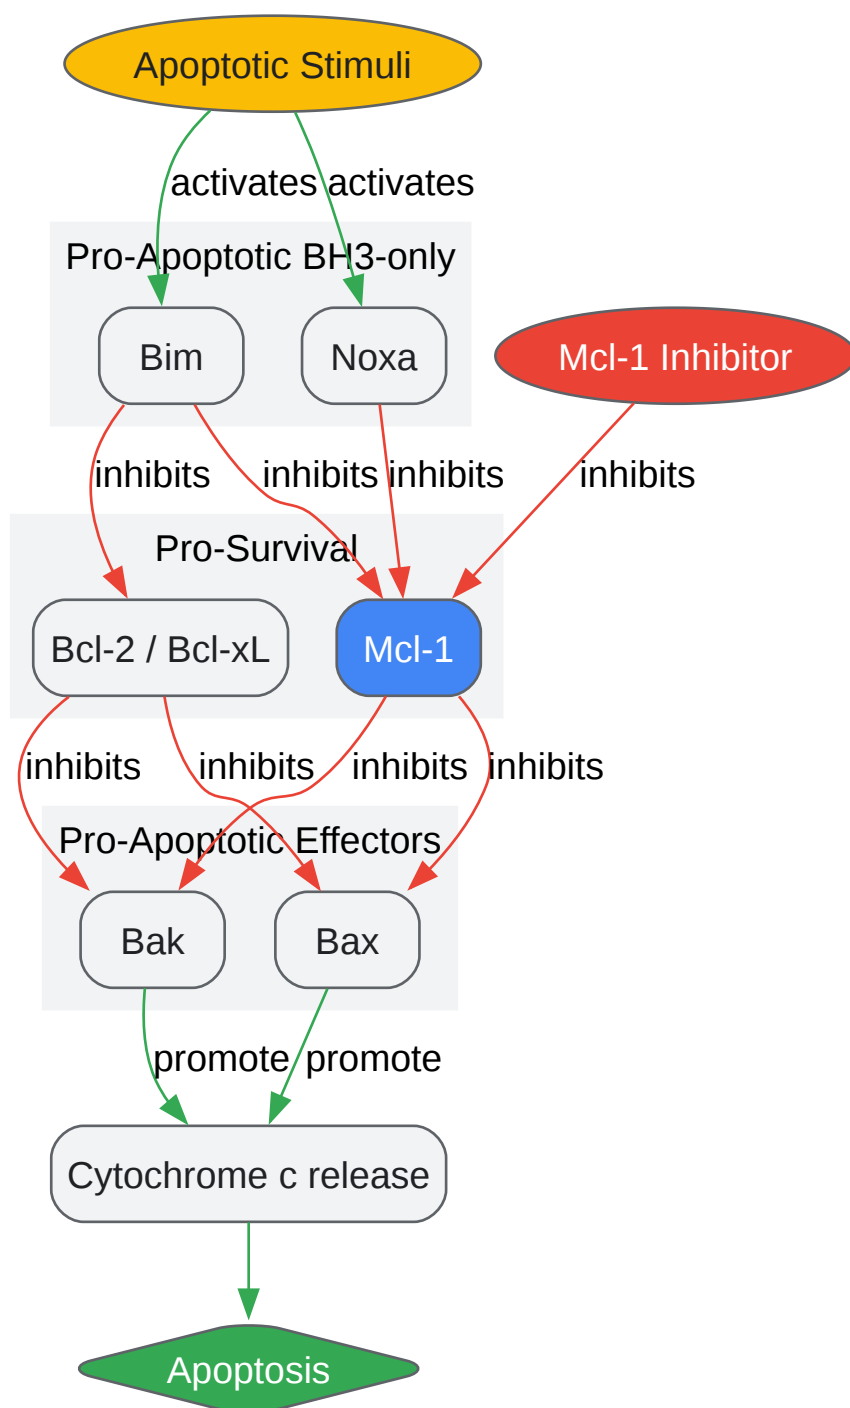 Apoptotic Stimuli
activates
activates
Pro-Apoptotic BH3-only
Bim
Noxa
Mcl-1 Inhibitor
inhibits
inhibits
inhibits
inhibits
Pro-Survival
Bcl-2 / Bcl-xL
Mcl-1
inhibits
inhibits
inhibits
inhibits
Pro-Apoptotic Effectors
Bak
Bax
promote
promote
Cytochrome c release
Apoptosis